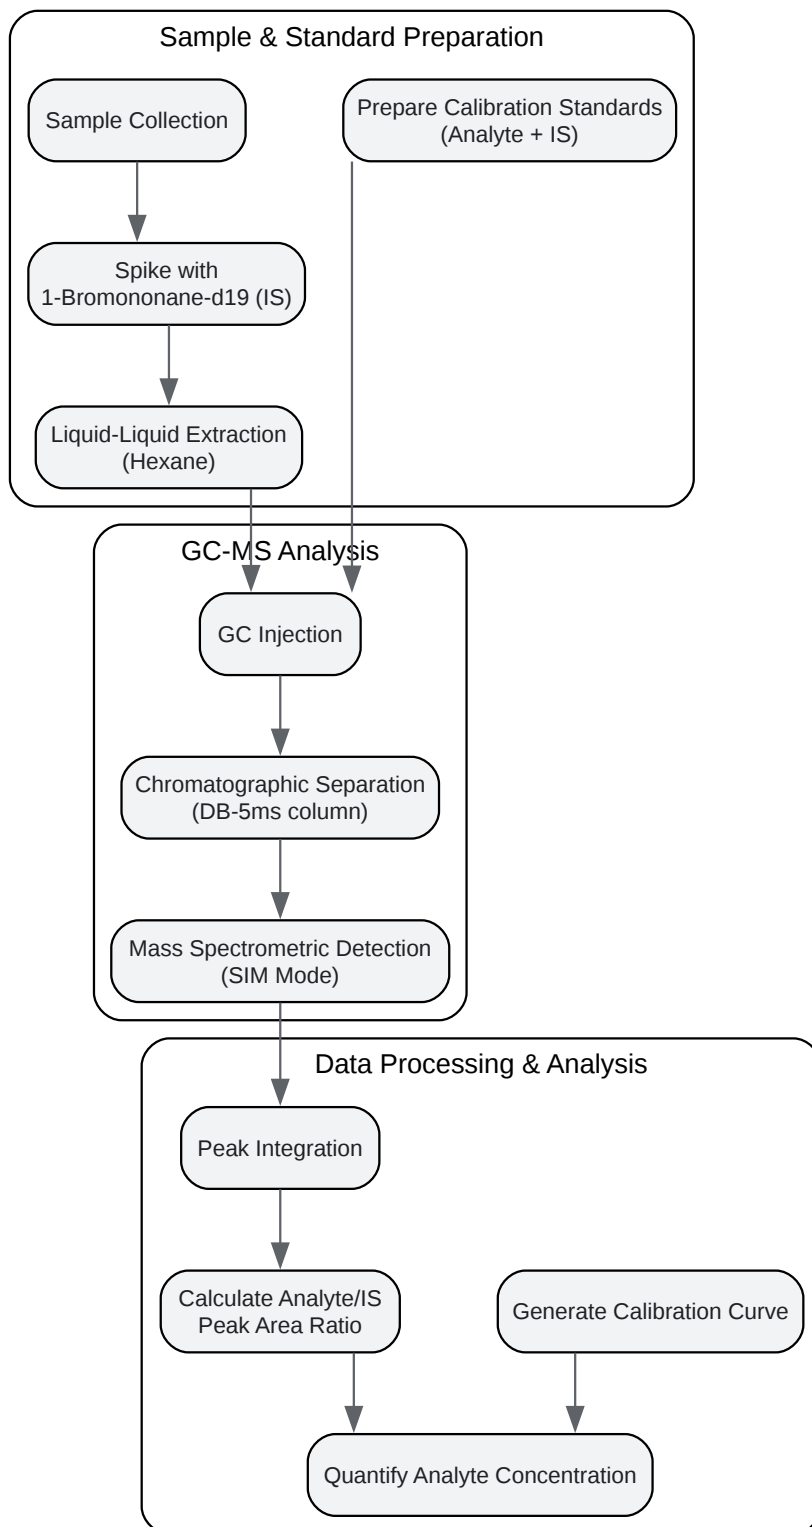 Sample & Standard Preparation
Sample Collection
Prepare Calibration Standards
(Analyte + IS)
Spike with
1-Bromononane-d19 (IS)
Liquid-Liquid Extraction
(Hexane)
GC-MS Analysis
GC Injection
Chromatographic Separation
(DB-5ms column)
Mass Spectrometric Detection
(SIM Mode)
Data Processing & Analysis
Peak Integration
Calculate Analyte/IS
Peak Area Ratio
Generate Calibration Curve
Quantify Analyte Concentration